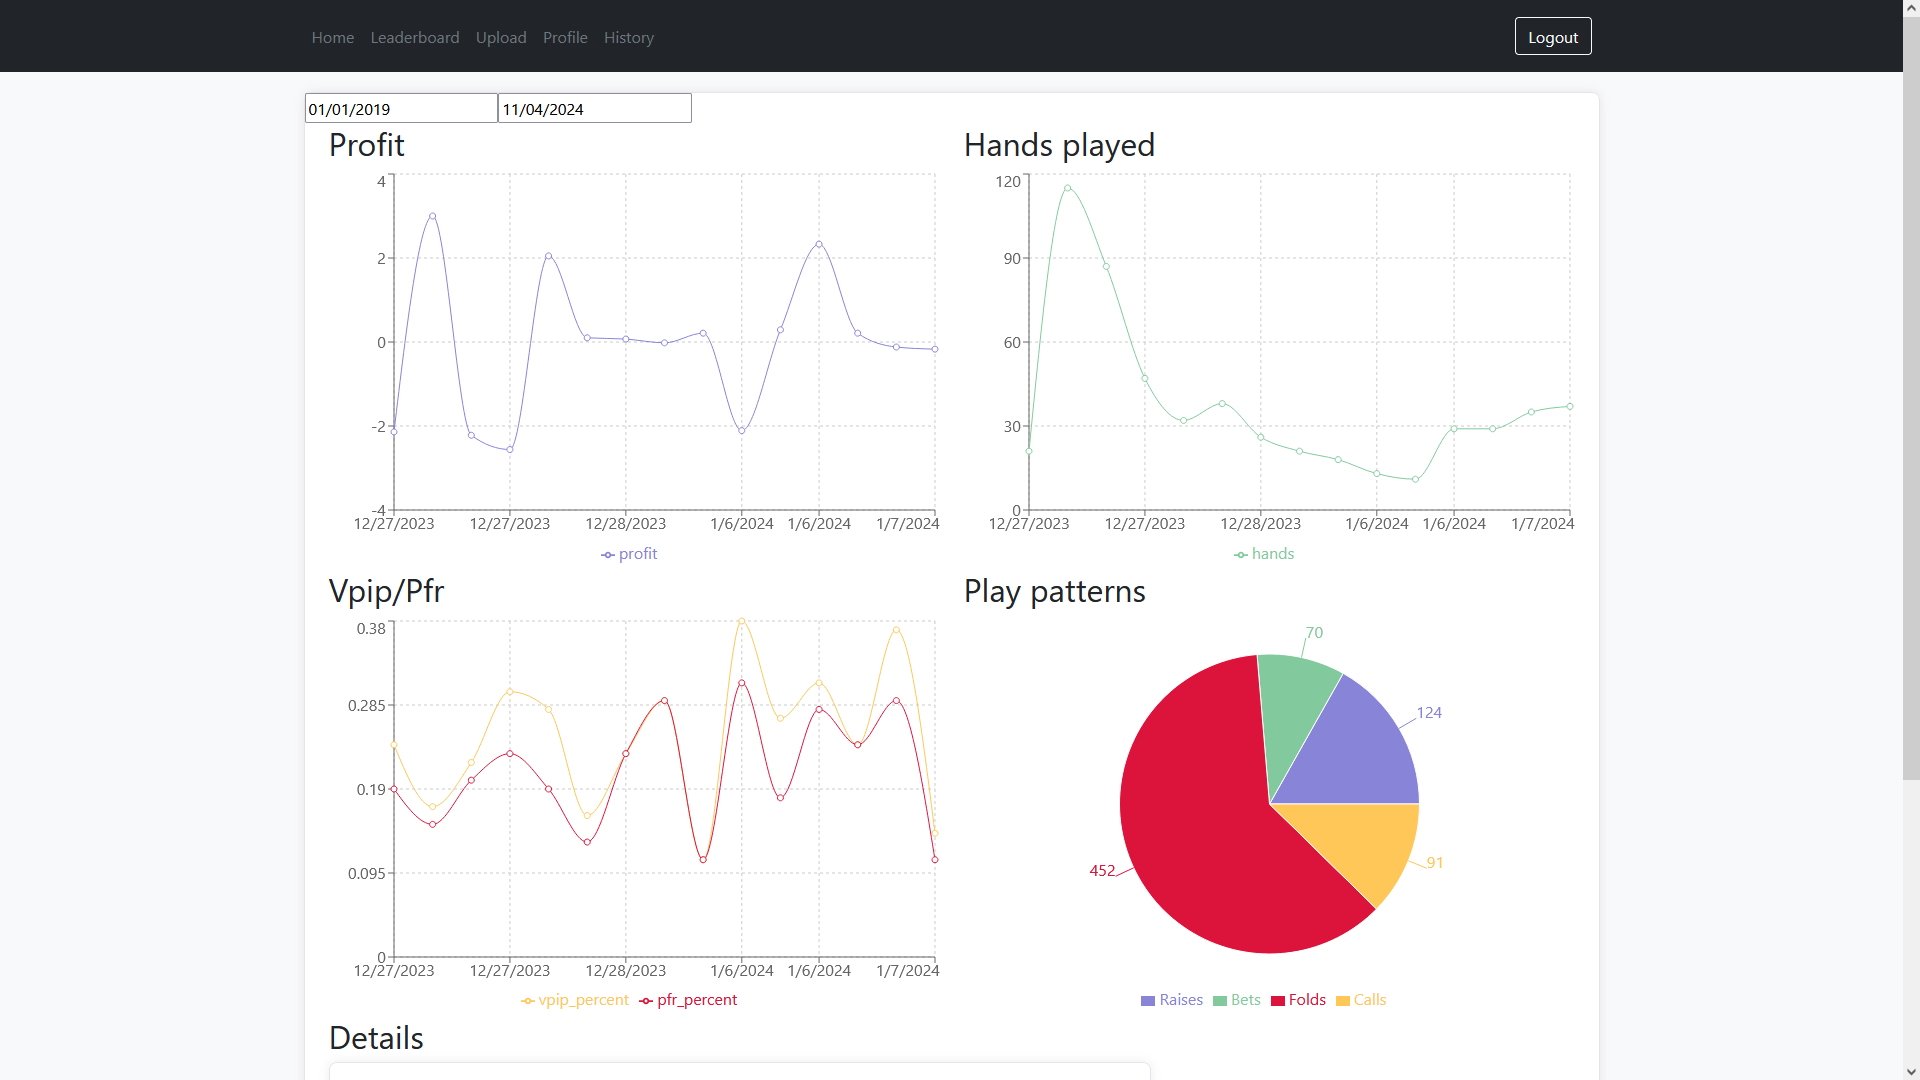 Home Leaderboard Upload Profile History Logout
01/01/2019 11/04/2024
Profit
4
2
0
-2
-4
12/27/2023 12/27/2023 12/28/2023 1/6/2024 1/6/2024 1/7/2024
profit
Hands played
120
90
60
30
0
12/27/2023 12/27/2023 12/28/2023 1/6/2024 1/6/2024 1/7/2024
hands
Vpip/Pfr
0.38
0.285
0.19
0.095
0
12/27/2023 12/27/2023 12/28/2023 1/6/2024 1/6/2024 1/7/2024
vpip_percent pfr_percent
Play patterns
70
124
452
91
Raises Bets Folds Calls
Details